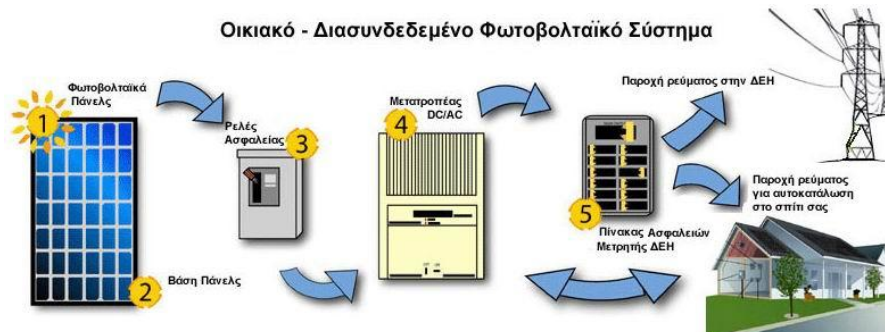 Οικιακό - Διασυνδεδεμένο Φωτοβολταϊκό Σύστημα
1
Φωτοβολταϊκά
Πάνελς
2
Βάση Πάνελς
Ρελές
Ασφαλείας
3
4
Μετατροπέας
DC/AC
5
Πίνακας Ασφαλειών
Μετρητής ΔΕΗ
Παροχή ρεύματος στην ΔΕΗ
Παροχή ρεύματος
για αυτοκατάλωση
στο σπίτι σας